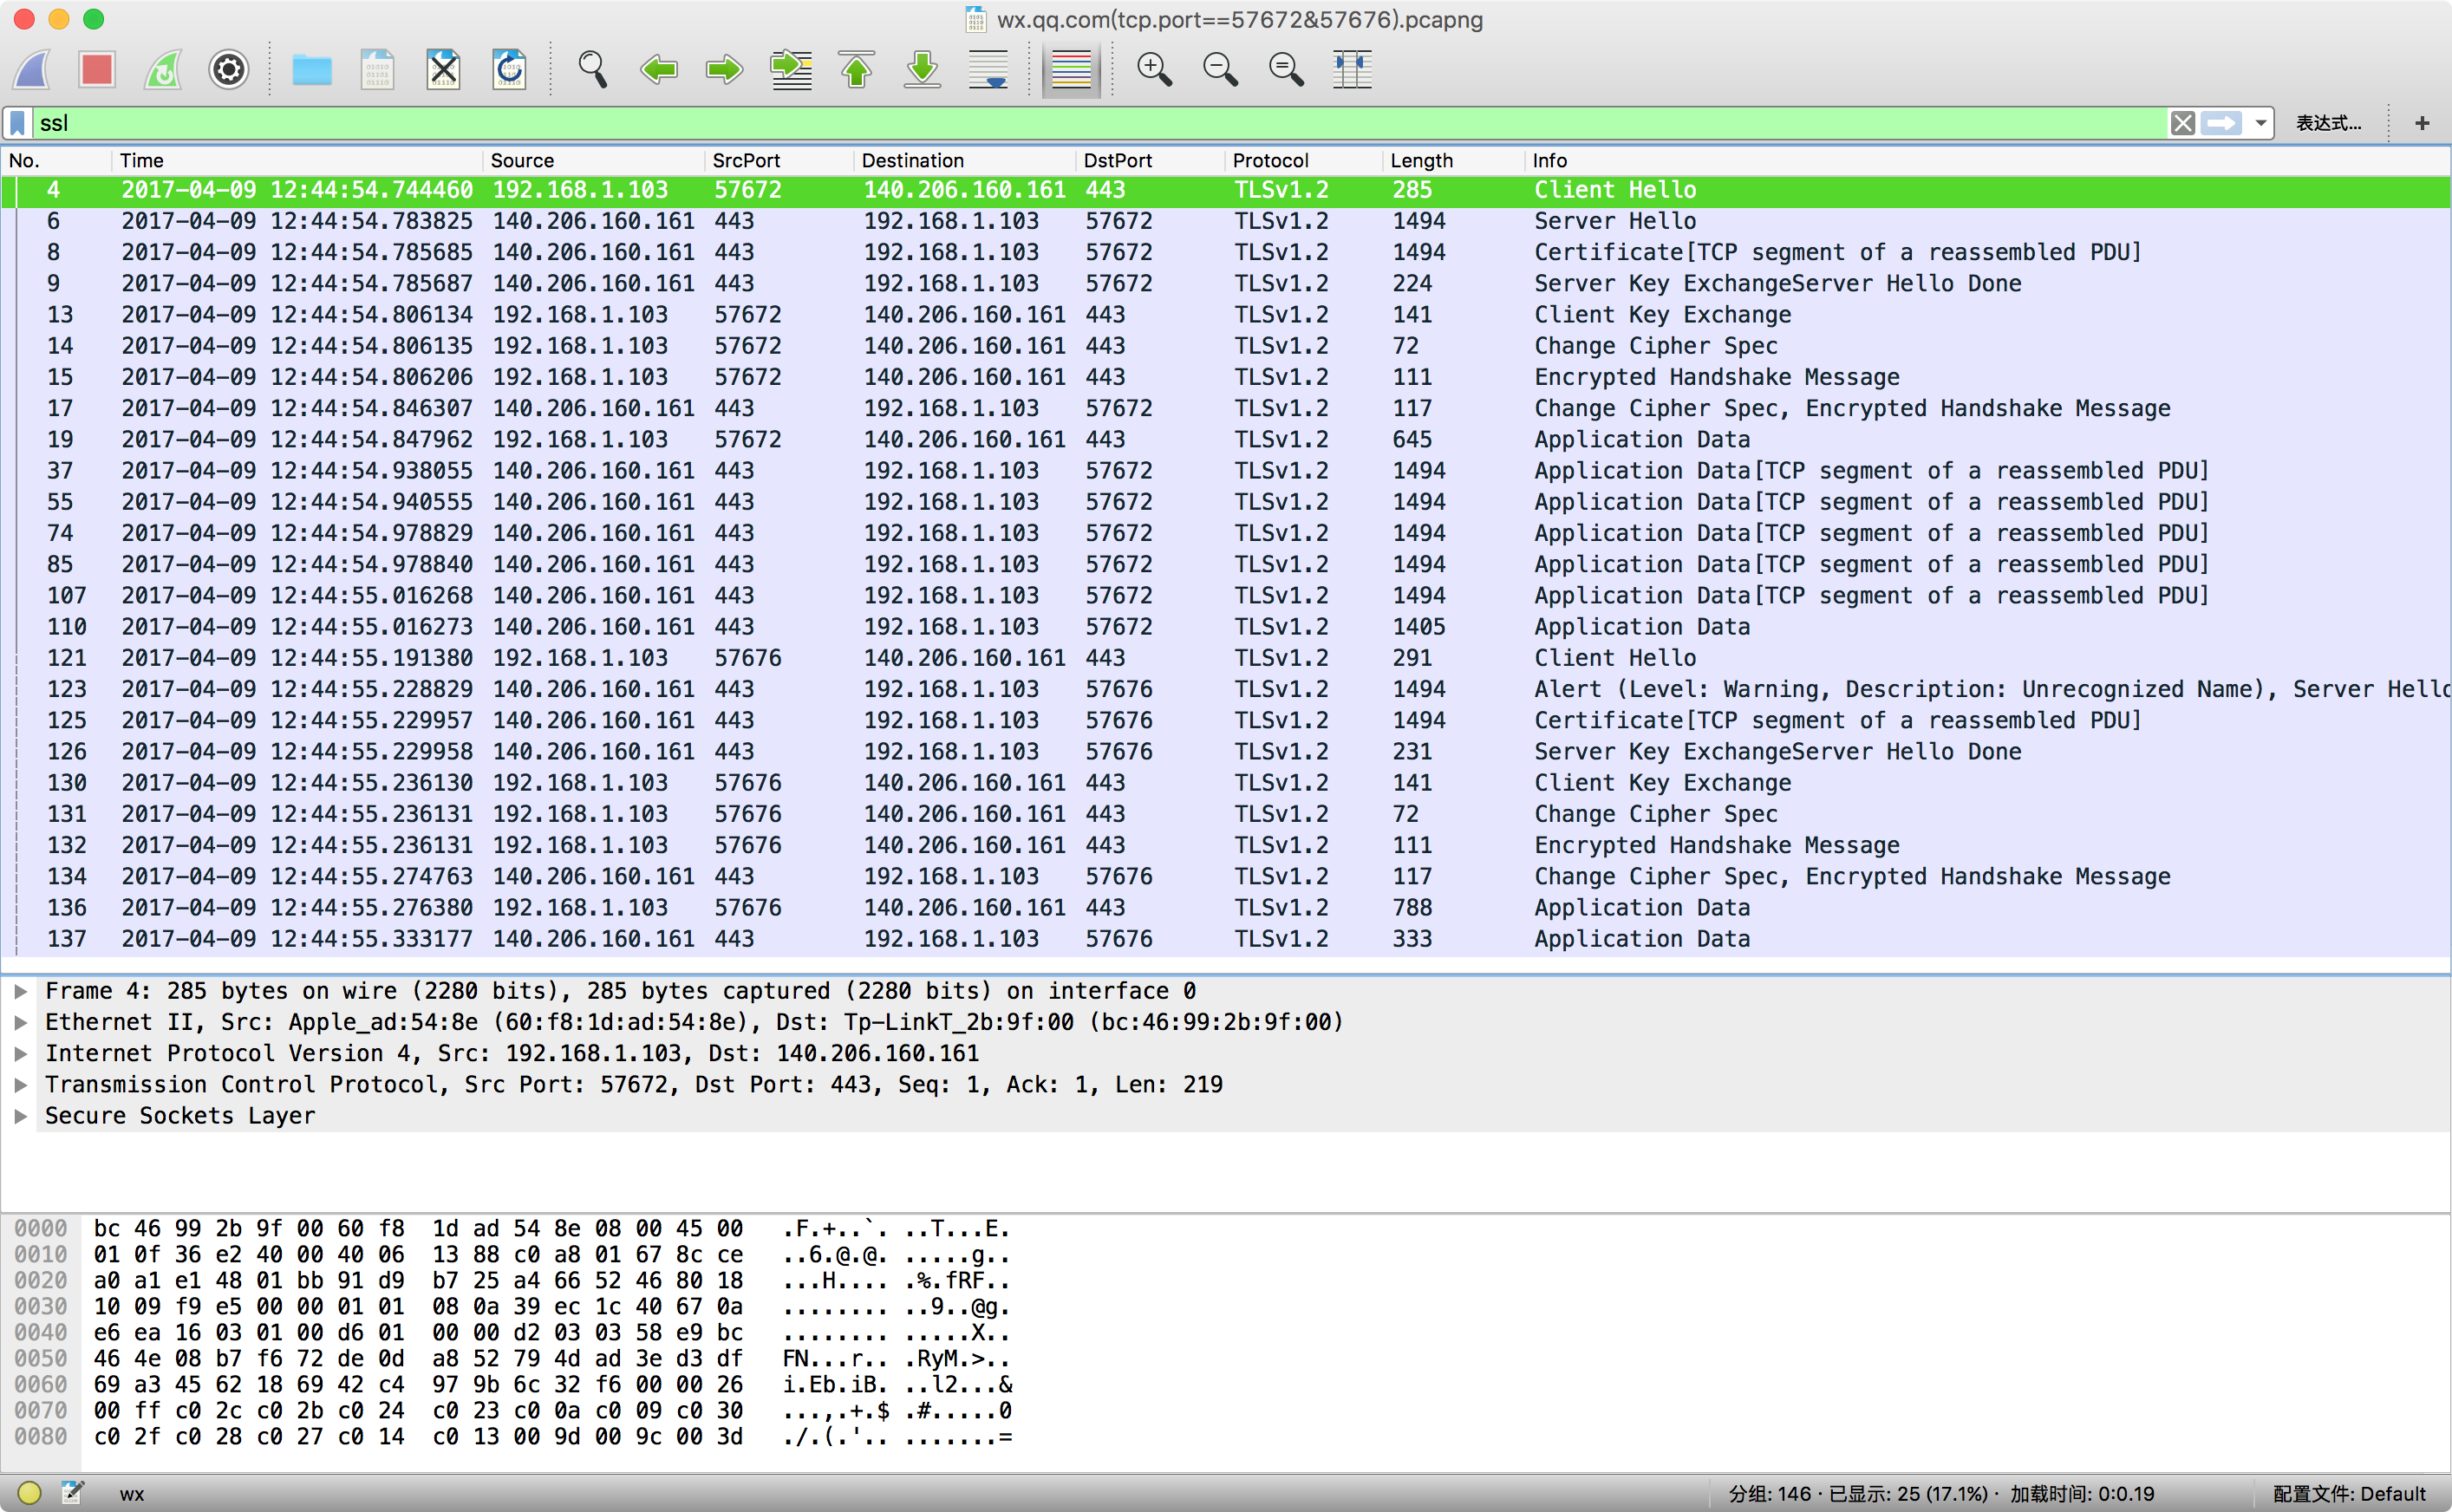 wx.qq.com(tcp.port==57672&57676).pcapng
ssl 表达式... +
No. Time Source SrcPort Destination DstPort Protocol Length Info
4 2017-04-09 12:44:54.744460 192.168.1.103 57672 140.206.160.161 443 TLSv1.2 285 Client Hello
6 2017-04-09 12:44:54.783825 140.206.160.161 443 192.168.1.103 57672 TLSv1.2 1494 Server Hello
8 2017-04-09 12:44:54.785685 140.206.160.161 443 192.168.1.103 57672 TLSv1.2 1494 Certificate[TCP segment of a reassembled PDU]
9 2017-04-09 12:44:54.785687 140.206.160.161 443 192.168.1.103 57672 TLSv1.2 224 Server Key ExchangeServer Hello Done
13 2017-04-09 12:44:54.806134 192.168.1.103 57672 140.206.160.161 443 TLSv1.2 141 Client Key Exchange
14 2017-04-09 12:44:54.806135 192.168.1.103 57672 140.206.160.161 443 TLSv1.2 72 Change Cipher Spec
15 2017-04-09 12:44:54.806206 192.168.1.103 57672 140.206.160.161 443 TLSv1.2 111 Encrypted Handshake Message
17 2017-04-09 12:44:54.846307 140.206.160.161 443 192.168.1.103 57672 TLSv1.2 117 Change Cipher Spec, Encrypted Handshake Message
19 2017-04-09 12:44:54.847962 192.168.1.103 57672 140.206.160.161 443 TLSv1.2 645 Application Data
37 2017-04-09 12:44:54.938055 140.206.160.161 443 192.168.1.103 57672 TLSv1.2 1494 Application Data[TCP segment of a reassembled PDU]
55 2017-04-09 12:44:54.940555 140.206.160.161 443 192.168.1.103 57672 TLSv1.2 1494 Application Data[TCP segment of a reassembled PDU]
74 2017-04-09 12:44:54.978829 140.206.160.161 443 192.168.1.103 57672 TLSv1.2 1494 Application Data[TCP segment of a reassembled PDU]
85 2017-04-09 12:44:54.978840 140.206.160.161 443 192.168.1.103 57672 TLSv1.2 1494 Application Data[TCP segment of a reassembled PDU]
107 2017-04-09 12:44:55.016268 140.206.160.161 443 192.168.1.103 57672 TLSv1.2 1494 Application Data[TCP segment of a reassembled PDU]
110 2017-04-09 12:44:55.016273 140.206.160.161 443 192.168.1.103 57672 TLSv1.2 1405 Application Data
121 2017-04-09 12:44:55.191380 192.168.1.103 57676 140.206.160.161 443 TLSv1.2 291 Client Hello
123 2017-04-09 12:44:55.228829 140.206.160.161 443 192.168.1.103 57676 TLSv1.2 1494 Alert (Level: Warning, Description: Unrecognized Name), Server Hello
125 2017-04-09 12:44:55.229957 140.206.160.161 443 192.168.1.103 57676 TLSv1.2 1494 Certificate[TCP segment of a reassembled PDU]
126 2017-04-09 12:44:55.229958 140.206.160.161 443 192.168.1.103 57676 TLSv1.2 231 Server Key ExchangeServer Hello Done
130 2017-04-09 12:44:55.236130 192.168.1.103 57676 140.206.160.161 443 TLSv1.2 141 Client Key Exchange
131 2017-04-09 12:44:55.236131 192.168.1.103 57676 140.206.160.161 443 TLSv1.2 72 Change Cipher Spec
132 2017-04-09 12:44:55.236131 192.168.1.103 57676 140.206.160.161 443 TLSv1.2 111 Encrypted Handshake Message
134 2017-04-09 12:44:55.274763 140.206.160.161 443 192.168.1.103 57676 TLSv1.2 117 Change Cipher Spec, Encrypted Handshake Message
136 2017-04-09 12:44:55.276380 192.168.1.103 57676 140.206.160.161 443 TLSv1.2 788 Application Data
137 2017-04-09 12:44:55.333177 140.206.160.161 443 192.168.1.103 57676 TLSv1.2 333 Application Data
Frame 4: 285 bytes on wire (2280 bits), 285 bytes captured (2280 bits) on interface 0
Ethernet II, Src: Apple_ad:54:8e (60:f8:1d:ad:54:8e), Dst: Tp-LinkT_2b:9f:00 (bc:46:99:2b:9f:00)
Internet Protocol Version 4, Src: 192.168.1.103, Dst: 140.206.160.161
Transmission Control Protocol, Src Port: 57672, Dst Port: 443, Seq: 1, Ack: 1, Len: 219
Secure Sockets Layer
0000 bc 46 99 2b 9f 00 60 f8 1d ad 54 8e 08 00 45 00 .F.+..`. ..T...E.
0010 01 0f 36 e2 40 00 40 06 13 88 c0 a8 01 67 8c ce ..6.@.@. .....g..
0020 a0 a1 e1 48 01 bb 91 d9 b7 25 a4 66 52 46 80 18 ...H.... .%.fRF..
0030 10 09 f9 e5 00 00 01 01 08 0a 39 ec 1c 40 67 0a ........ ..9..@g.
0040 e6 ea 16 03 01 00 d6 01 00 00 d2 03 03 58 e9 bc ........ .....X..
0050 46 4e 08 b7 f6 72 de 0d a8 52 79 4d ad 3e d3 df FN...r.. .RyM.>..
0060 69 a3 45 62 18 69 42 c4 97 9b 6c 32 f6 00 00 26 i.Eb.iB. ..l2...&
0070 00 ff c0 2c c0 2b c0 24 c0 23 c0 0a c0 09 c0 30 ...,.+.$ .#.....0
0080 c0 2f c0 28 c0 27 c0 14 c0 13 00 9d 00 9c 00 3d ./.(.'.. .......=
wx 分组: 146 · 已显示: 25 (17.1%) · 加载时间: 0:0.19 配置文件: Default